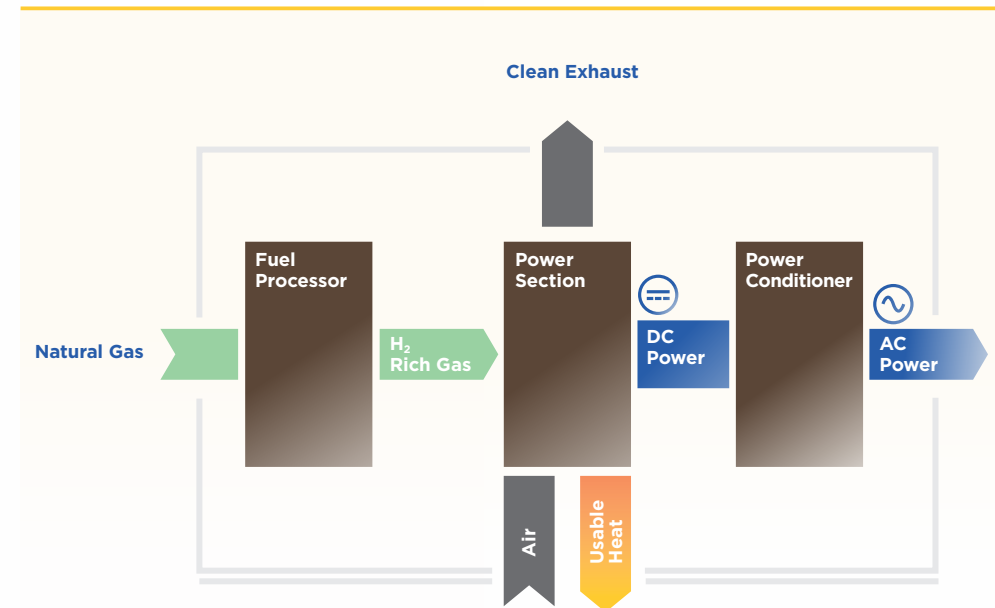 Clean Exhaust
Fuel
Processor
Power
Section
Power
Conditioner
Natural Gas
H₂
Rich Gas
DC
Power
AC
Power
Air
Usable
Heat